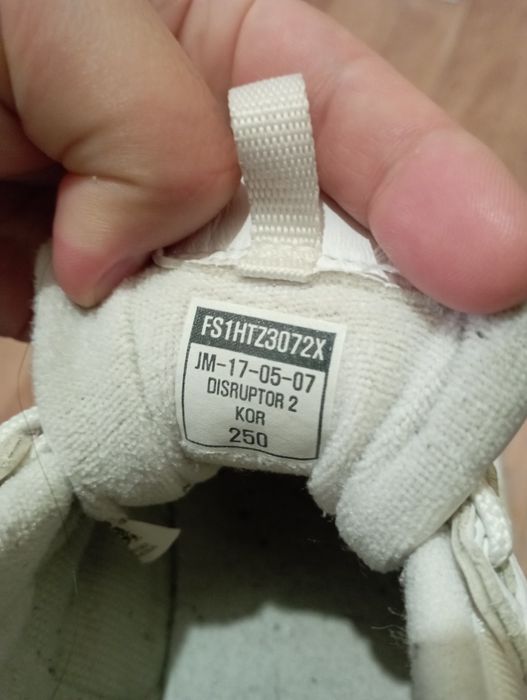 FS1HTZ3072X
JM-17-05-07
DISRUPTOR 2
KOR
250